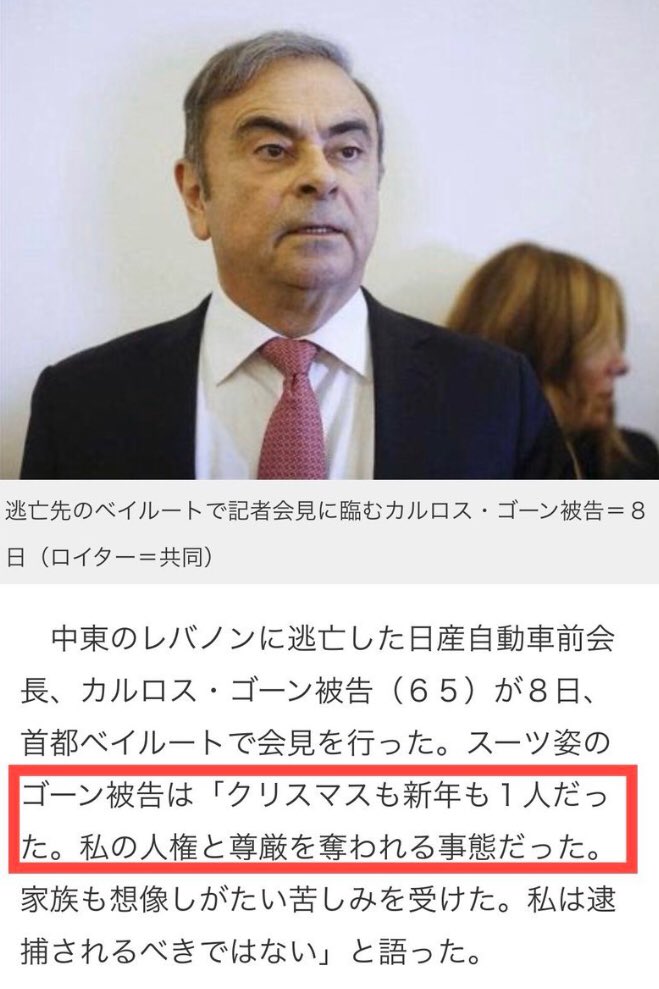 逃亡先のベイルートで記者会見に臨むカルロス・ゴーン被告＝８
日（ロイター＝共同）
　中東のレバノンに逃亡した日産自動車前会
長、カルロス・ゴーン被告（６５）が８日、
首都ベイルートで会見を行った。スーツ姿の
ゴーン被告は「クリスマスも新年も１人だっ
た。私の人権と尊厳を奪われる事態だった。
家族も想像しがたい苦しみを受けた。私は逮
捕されるべきではない」と語った。